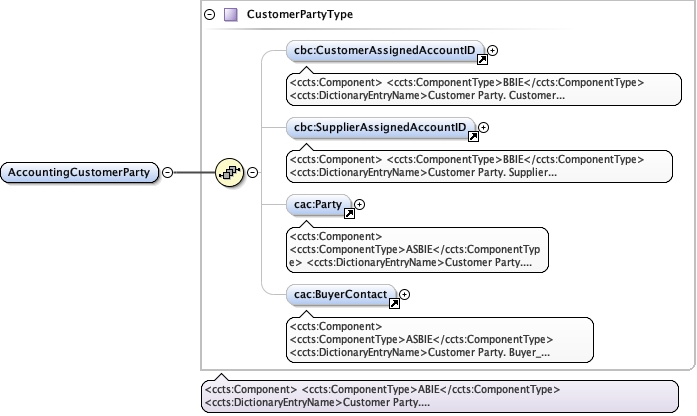 CustomerPartyType
cbc:CustomerAssignedAccountID
<ccts:Component> <ccts:ComponentType>BBIE</ccts:ComponentType>
<ccts:DictionaryEntryName>Customer Party. Customer...
cbc:SupplierAssignedAccountID
<ccts:Component> <ccts:ComponentType>BBIE</ccts:ComponentType>
<ccts:DictionaryEntryName>Customer Party. Supplier...
AccountingCustomerParty
cac:Party
<ccts:Component>
<ccts:ComponentType>ASBIE</ccts:ComponentTyp
e> <ccts:DictionaryEntryName>Customer Party....
cac:BuyerContact
<ccts:Component>
<ccts:ComponentType>ASBIE</ccts:ComponentType>
<ccts:DictionaryEntryName>Customer Party. Buyer_...
<ccts:Component> <ccts:ComponentType>ABIE</ccts:ComponentType>
<ccts:DictionaryEntryName>Customer Party....